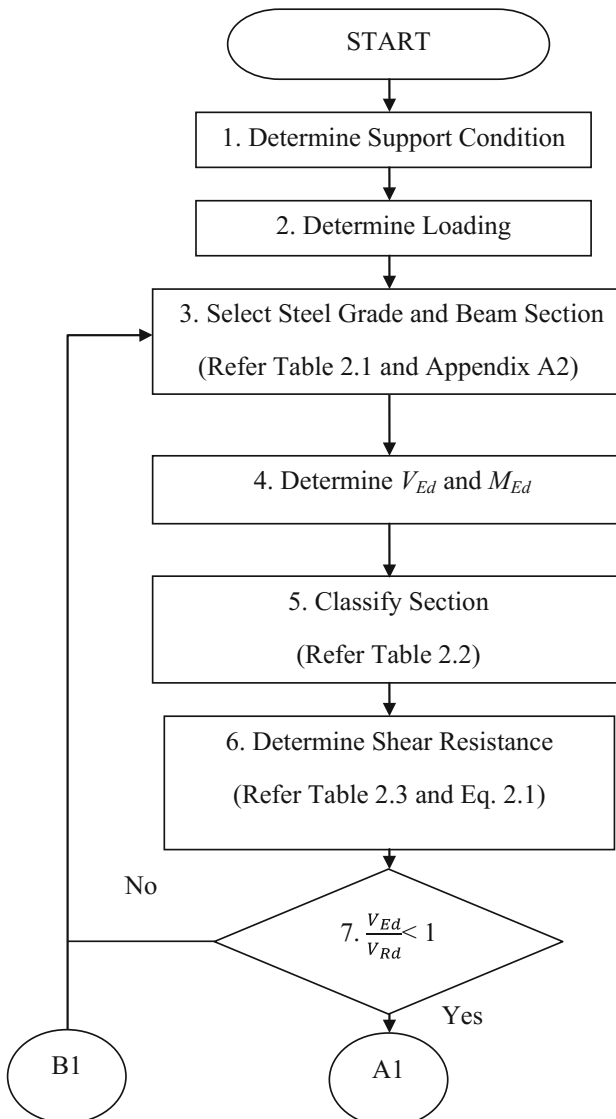 START
1. Determine Support Condition
2. Determine Loading
3. Select Steel Grade and Beam Section
(Refer Table 2.1 and Appendix A2)
4. Determine V_Ed and M_Ed
5. Classify Section
(Refer Table 2.2)
6. Determine Shear Resistance
(Refer Table 2.3 and Eq. 2.1)
No
7. V_Ed/V_Rd < 1
Yes
B1
A1